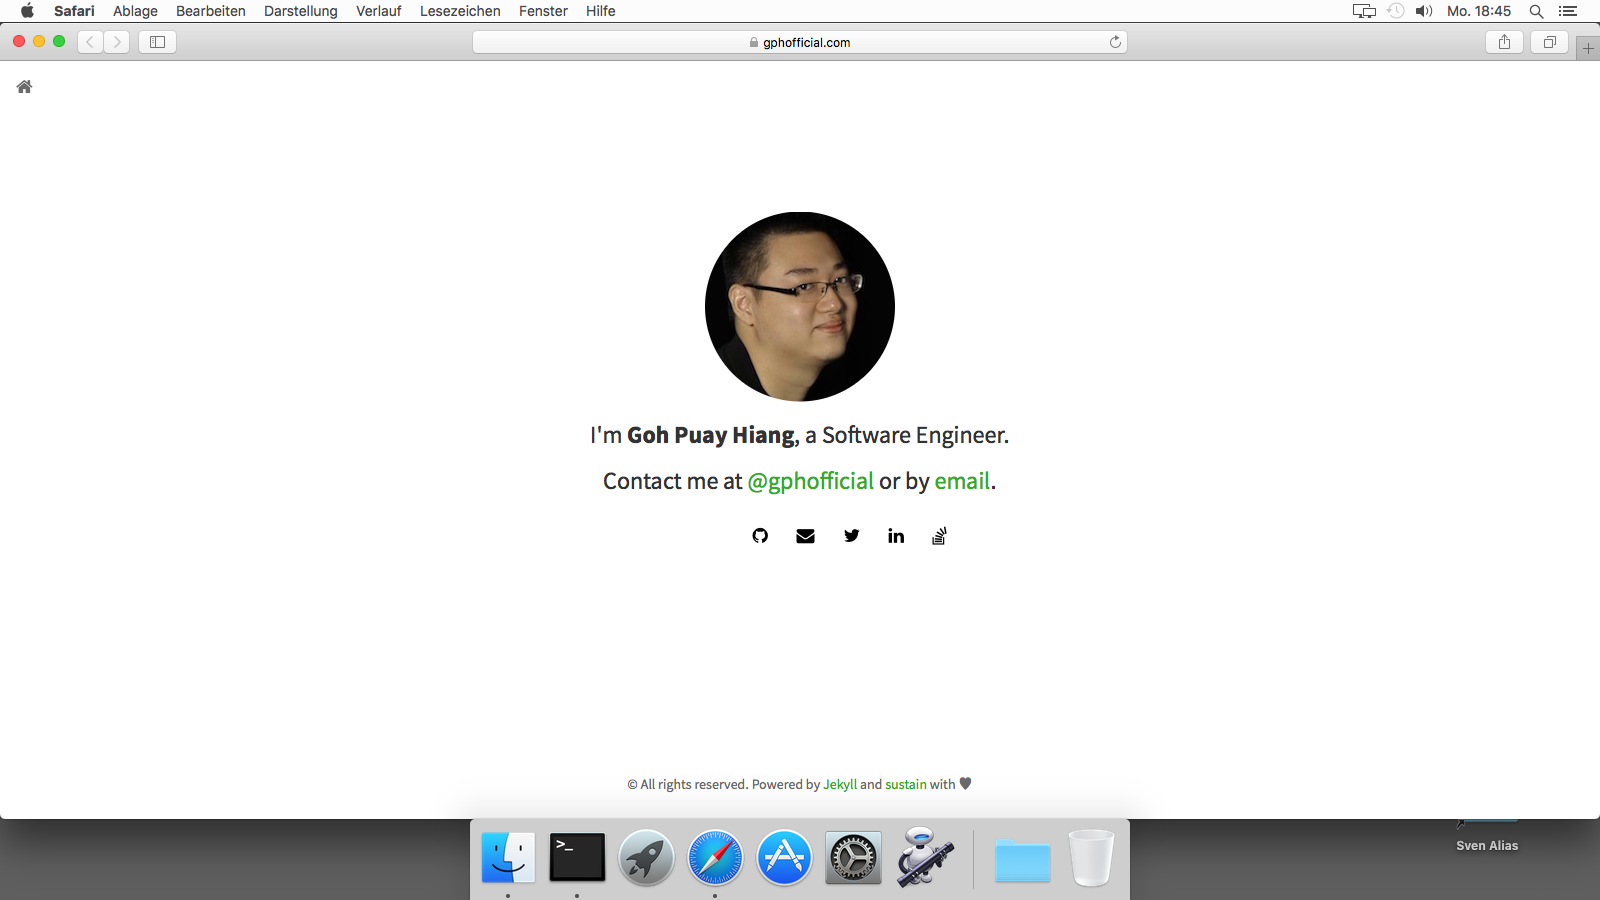 Safari Ablage Bearbeiten Darstellung Verlauf Lesezeichen Fenster Hilfe Mo. 18:45
gphofficial.com
I'm Goh Puay Hiang, a Software Engineer.
Contact me at @gphofficial or by email.
© All rights reserved. Powered by Jekyll and sustain with ♥
>_
Sven Alias